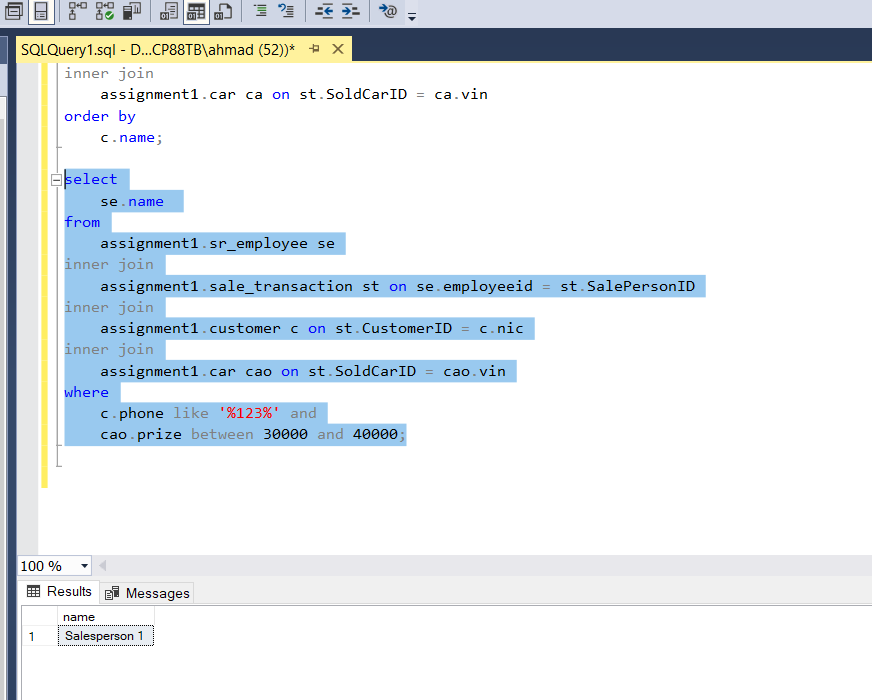 SQLQuery1.sql - D...CP88TB\ahmad (52))*
inner join
assignment1.car ca on st.SoldCarID = ca.vin
order by
c.name;
select
se.name
from
assignment1.sr_employee se
inner join
assignment1.sale_transaction st on se.employeeid = st.SalePersonID
inner join
assignment1.customer c on st.CustomerID = c.nic
inner join
assignment1.car cao on st.SoldCarID = cao.vin
where
c.phone like '%123%' and
cao.prize between 30000 and 40000;
100 %
Results Messages
name
1 Salesperson 1